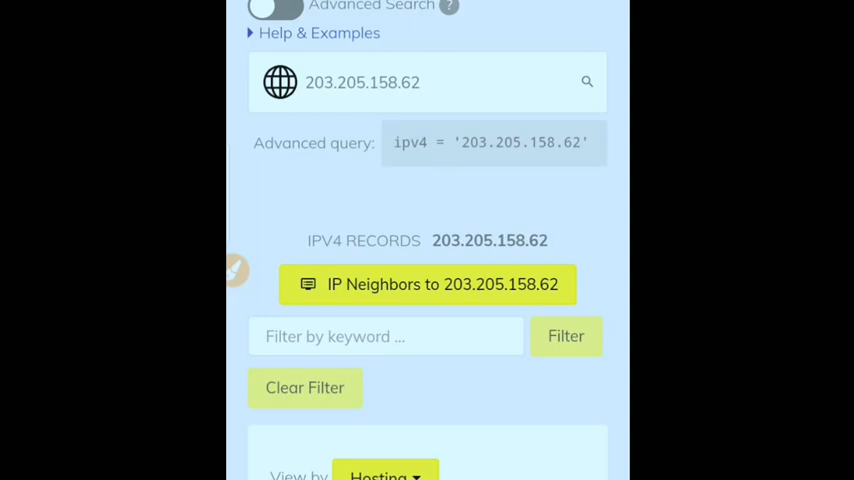 Advanced Search ?
Help & Examples
203.205.158.62
Advanced query: ipv4 = '203.205.158.62'
IPV4 RECORDS 203.205.158.62
IP Neighbors to 203.205.158.62
Filter by keyword ... Filter
Clear Filter
View by Hosting